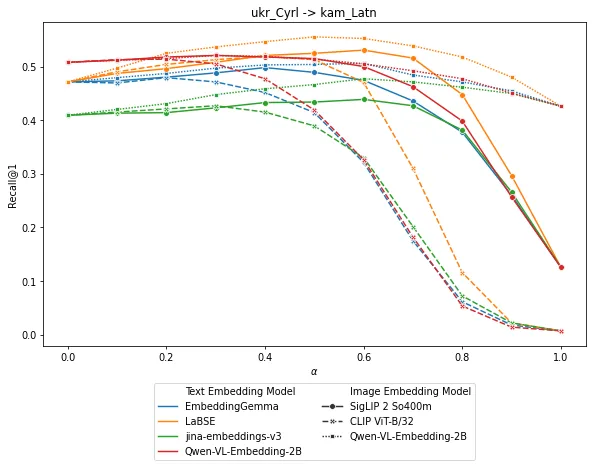 ukr_Cyrl -> kam_Latn
Recall@1
0.5
0.4
0.3
0.2
0.1
0.0
0.0 0.2 0.4 0.6 0.8 1.0
α
Text Embedding Model Image Embedding Model
EmbeddingGemma SigLIP 2 So400m
LaBSE CLIP ViT-B/32
jina-embeddings-v3 Qwen-VL-Embedding-2B
Qwen-VL-Embedding-2B